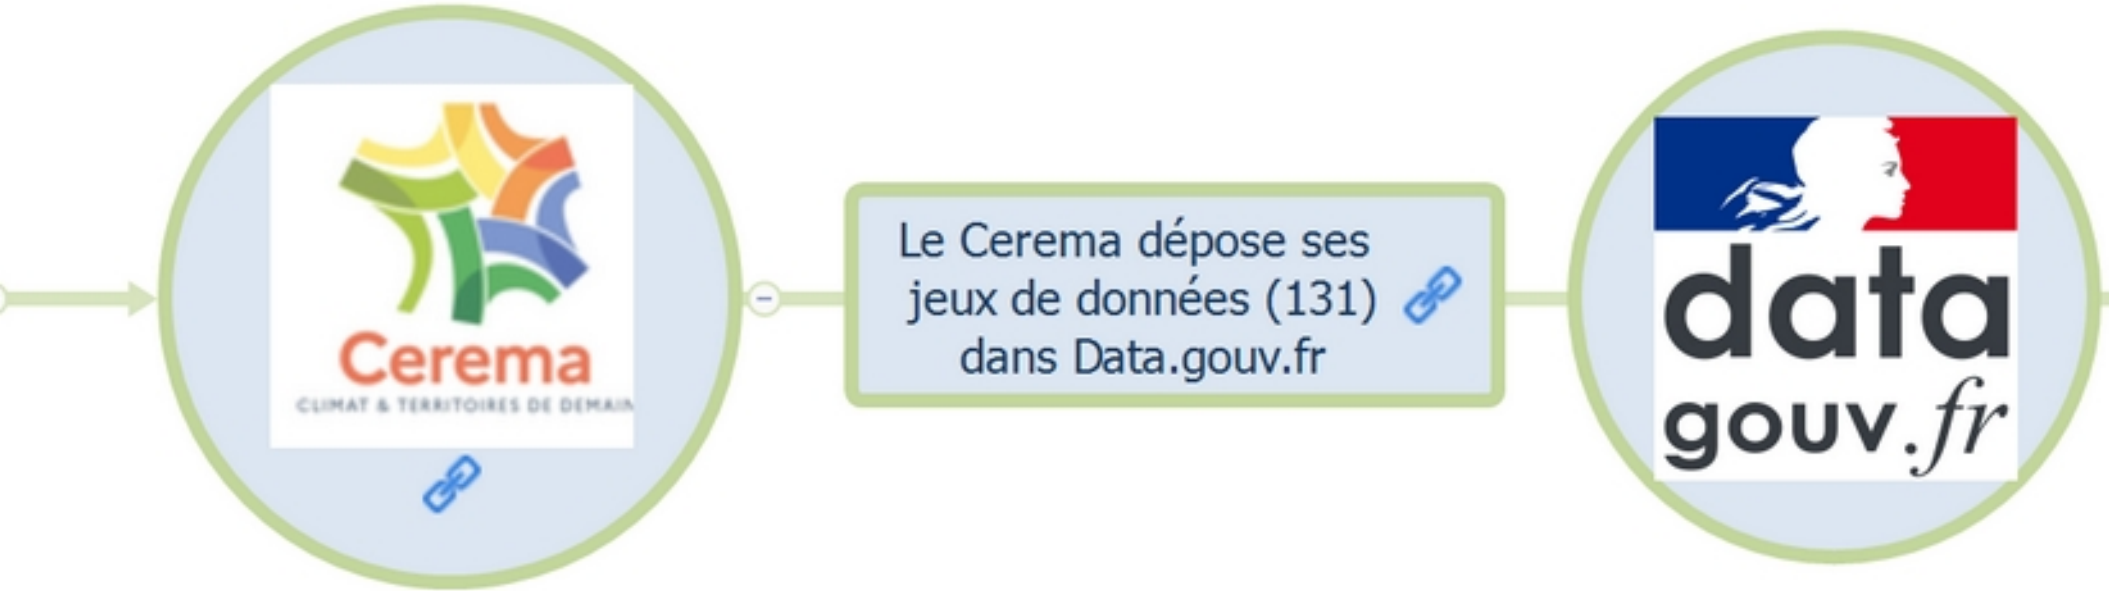 Cerema
CLIMAT & TERRITOIRES DE DEMAIN
Le Cerema dépose ses
jeux de données (131)
dans Data.gouv.fr
data
gouv.fr